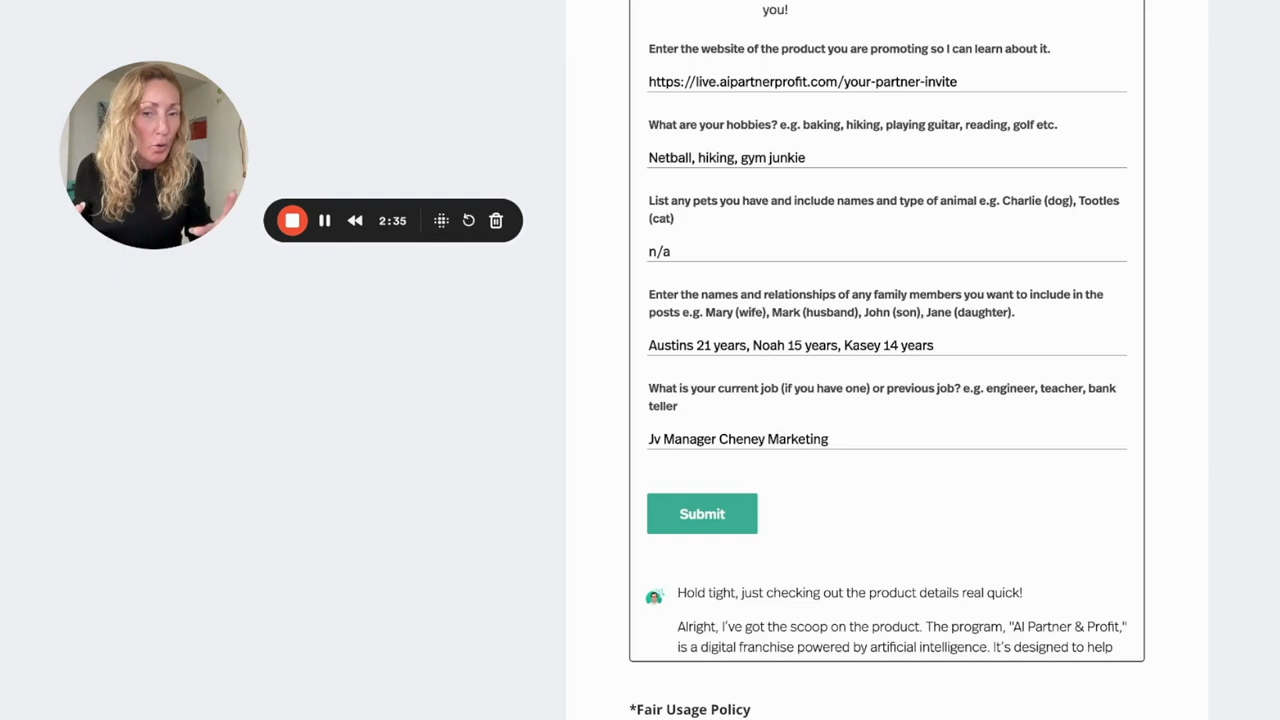 you!
Enter the website of the product you are promoting so I can learn about it.
https://live.aipartnerprofit.com/your-partner-invite
What are your hobbies? e.g. baking, hiking, playing guitar, reading, golf etc.
Netball, hiking, gym junkie
List any pets you have and include names and type of animal e.g. Charlie (dog), Tootles
(cat)
n/a
Enter the names and relationships of any family members you want to include in the
posts e.g. Mary (wife), Mark (husband), John (son), Jane (daughter).
Austins 21 years, Noah 15 years, Kasey 14 years
What is your current job (if you have one) or previous job? e.g. engineer, teacher, bank
teller
Jv Manager Cheney Marketing
Submit
Hold tight, just checking out the product details real quick!
Alright, I've got the scoop on the product. The program, "AI Partner & Profit,"
is a digital franchise powered by artificial intelligence. It's designed to help
*Fair Usage Policy
2:35